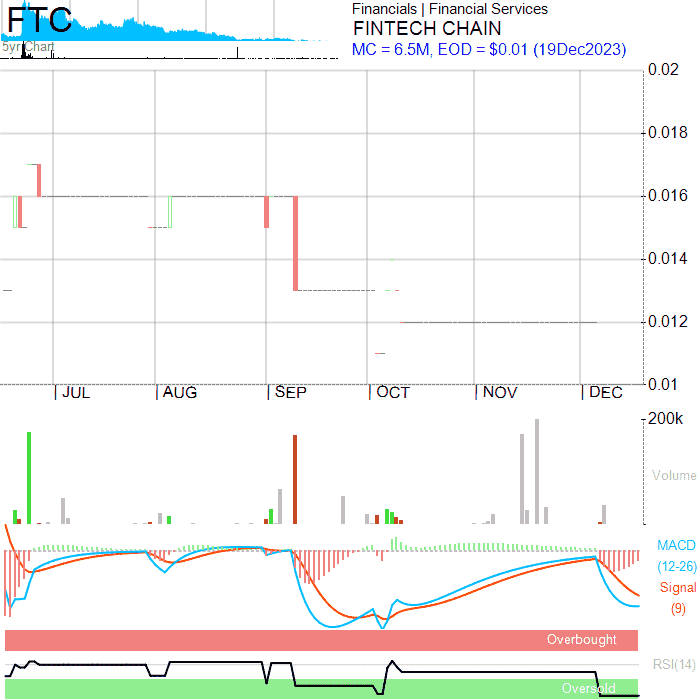 FTC
5yr Chart
Financials | Financial Services
FINTECH CHAIN
MC = 6.5M, EOD = $0.01 (19Dec2023)
0.02
0.018
0.016
0.014
0.012
0.01
JUL
AUG
SEP
OCT
NOV
DEC
200k
Volume
MACD
(12-26)
Signal
(9)
Overbought
RSI(14)
Oversold